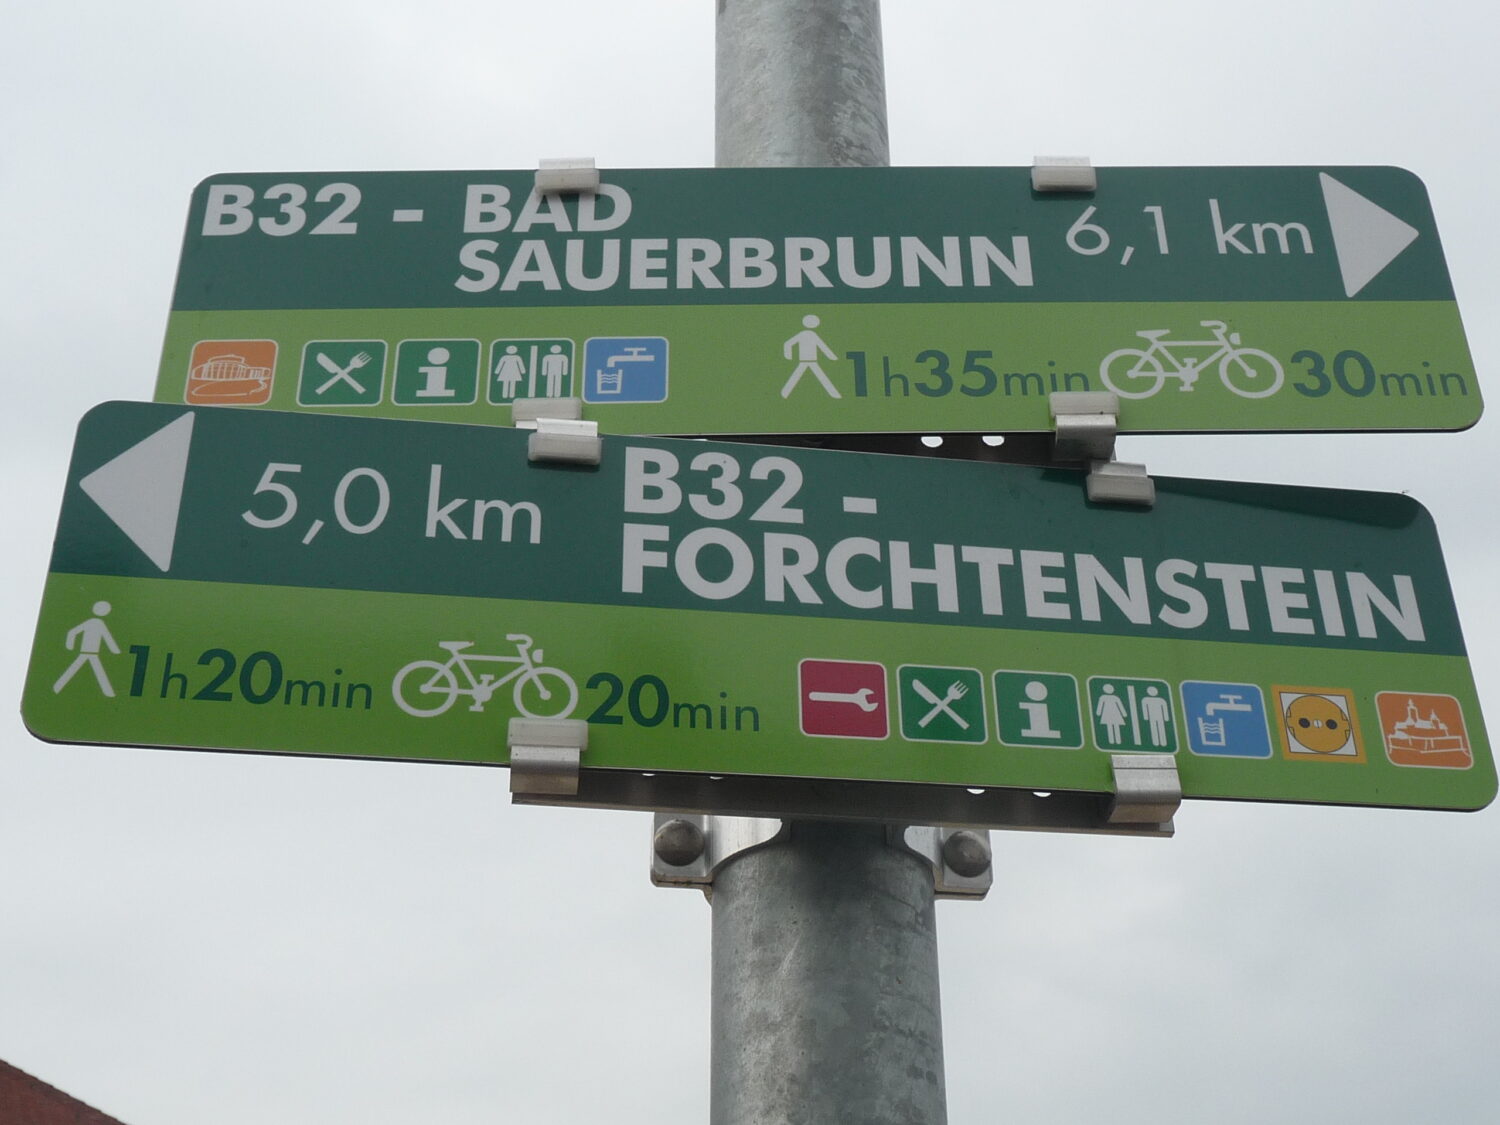 B32 - BAD
SAUERBRUNN 6,1 km
1h35min 30min
5,0 km B32 -
FORCHTENSTEIN
1h20min 20min